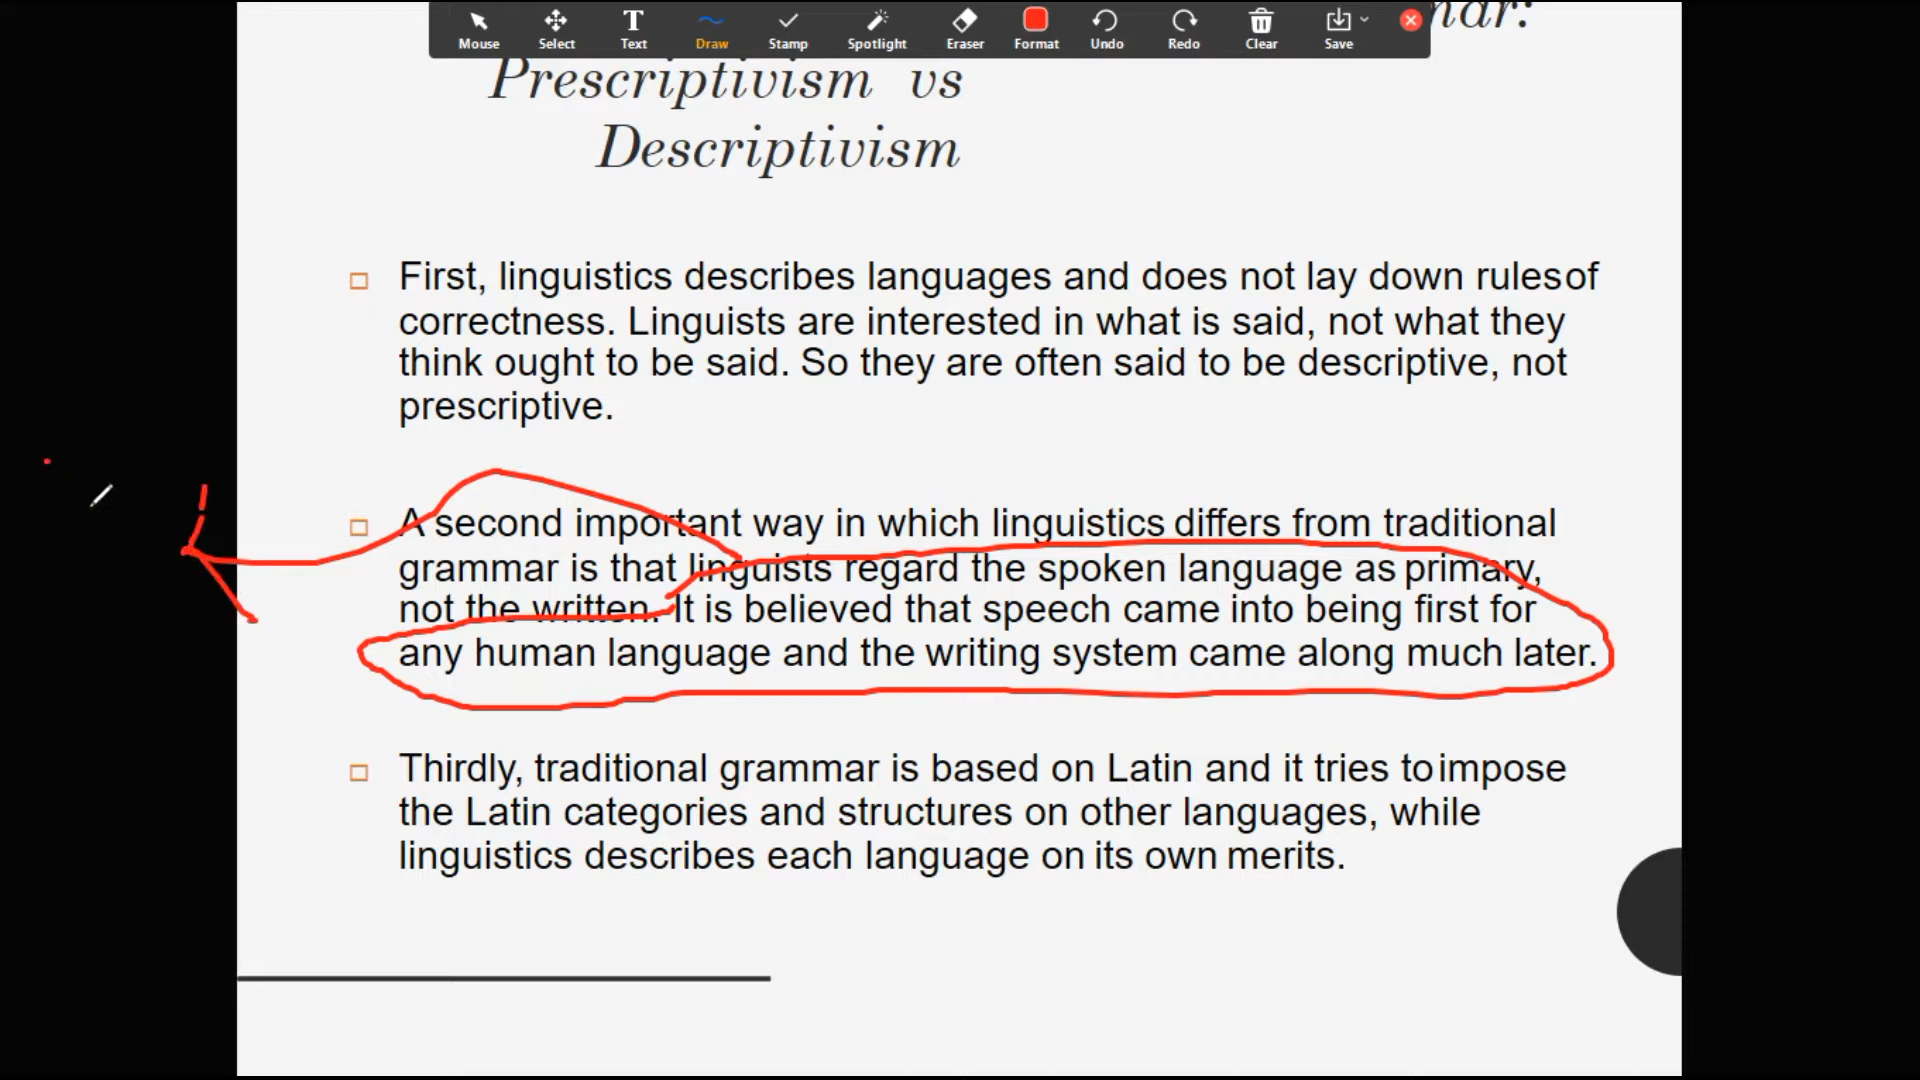 Mouse Select Text Draw Stamp Spotlight Eraser Format Undo Redo Clear Save
Prescriptivism vs
Descriptivism
First, linguistics describes languages and does not lay down rules of
correctness. Linguists are interested in what is said, not what they
think ought to be said. So they are often said to be descriptive, not
prescriptive.
A second important way in which linguistics differs from traditional
grammar is that linguists regard the spoken language as primary,
not the written. It is believed that speech came into being first for
any human language and the writing system came along much later.
Thirdly, traditional grammar is based on Latin and it tries to impose
the Latin categories and structures on other languages, while
linguistics describes each language on its own merits.